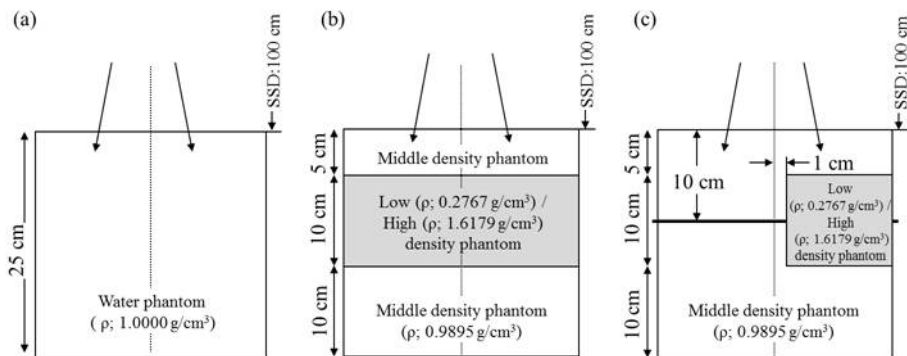 (a)
SSD:100 cm
25 cm
Water phantom
( ρ; 1.0000 g/cm³)
(b)
SSD:100 cm
5 cm
10 cm
10 cm
Middle density phantom
Low (ρ; 0.2767 g/cm³) /
High (ρ; 1.6179 g/cm³)
density phantom
Middle density phantom
(ρ; 0.9895 g/cm³)
(c)
SSD:100 cm
5 cm
10 cm
10 cm
10 cm
1 cm
Low
(ρ; 0.2767 g/cm³) /
High
(ρ; 1.6179 g/cm³)
density phantom
Middle density phantom
(ρ; 0.9895 g/cm³)